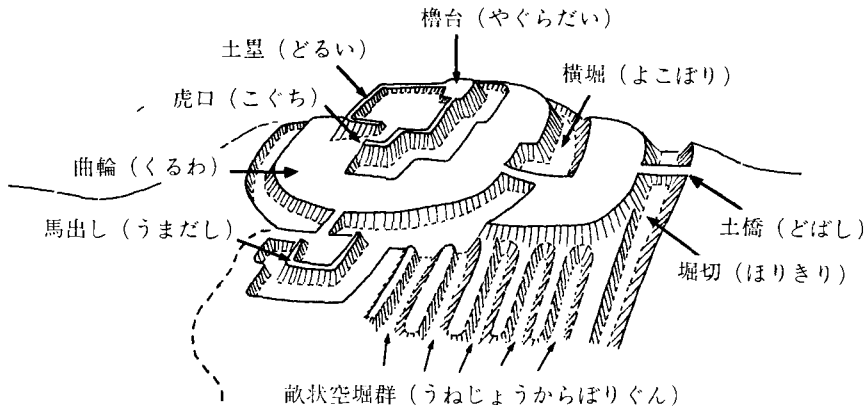 櫓台（やぐらだい）
土塁（どるい）
横堀（よこぼり）
虎口（こぐち）
曲輪（くるわ）
馬出し（うまだし）
土橋（どばし）
堀切（ほりきり）
畝状空堀群（うねじょうからぼりぐん）